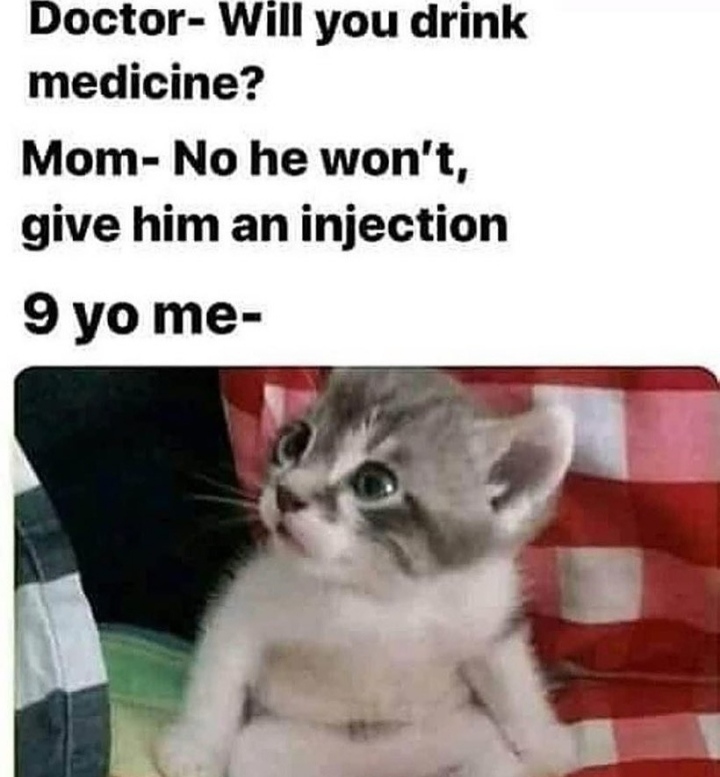 Doctor- Will you drink
medicine?
Mom- No he won't,
give him an injection
9 yo me-